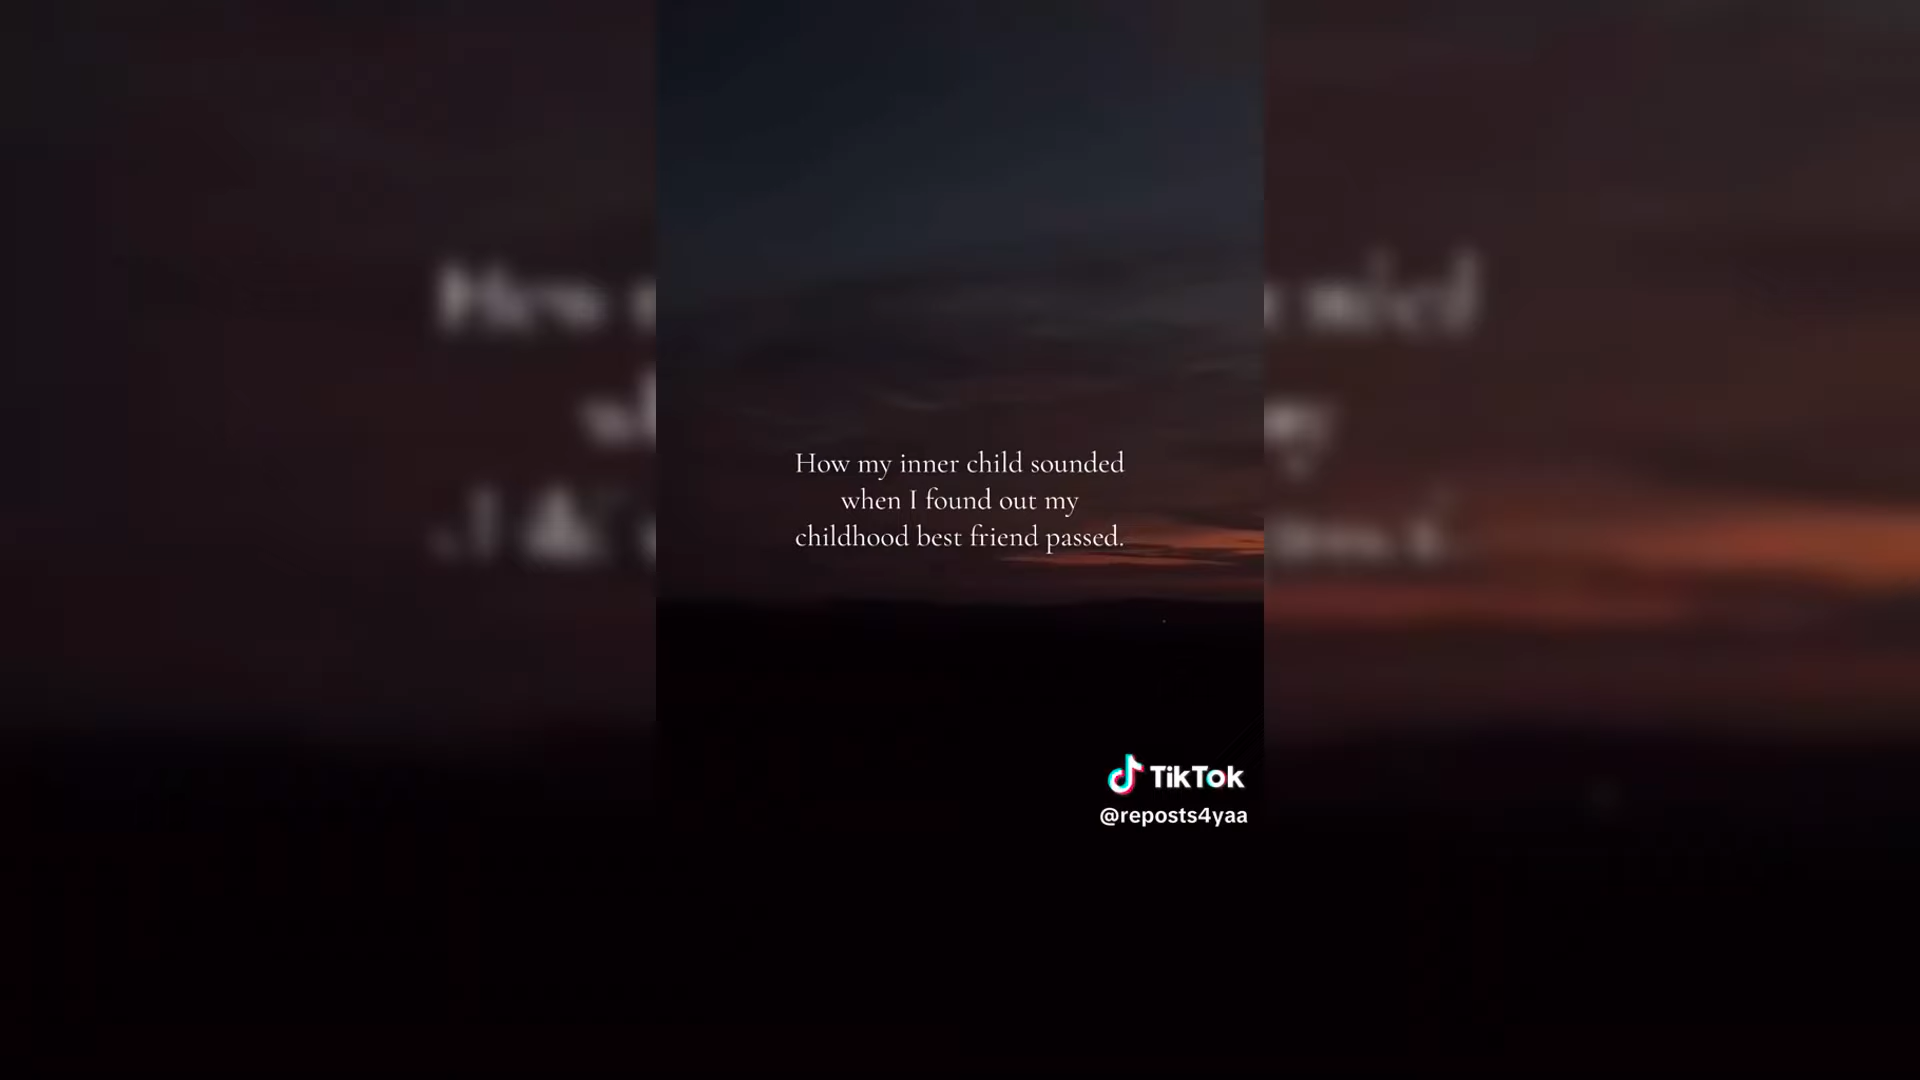 How my inner child sounded
when I found out my
childhood best friend passed.
TikTok
@reposts4yaa